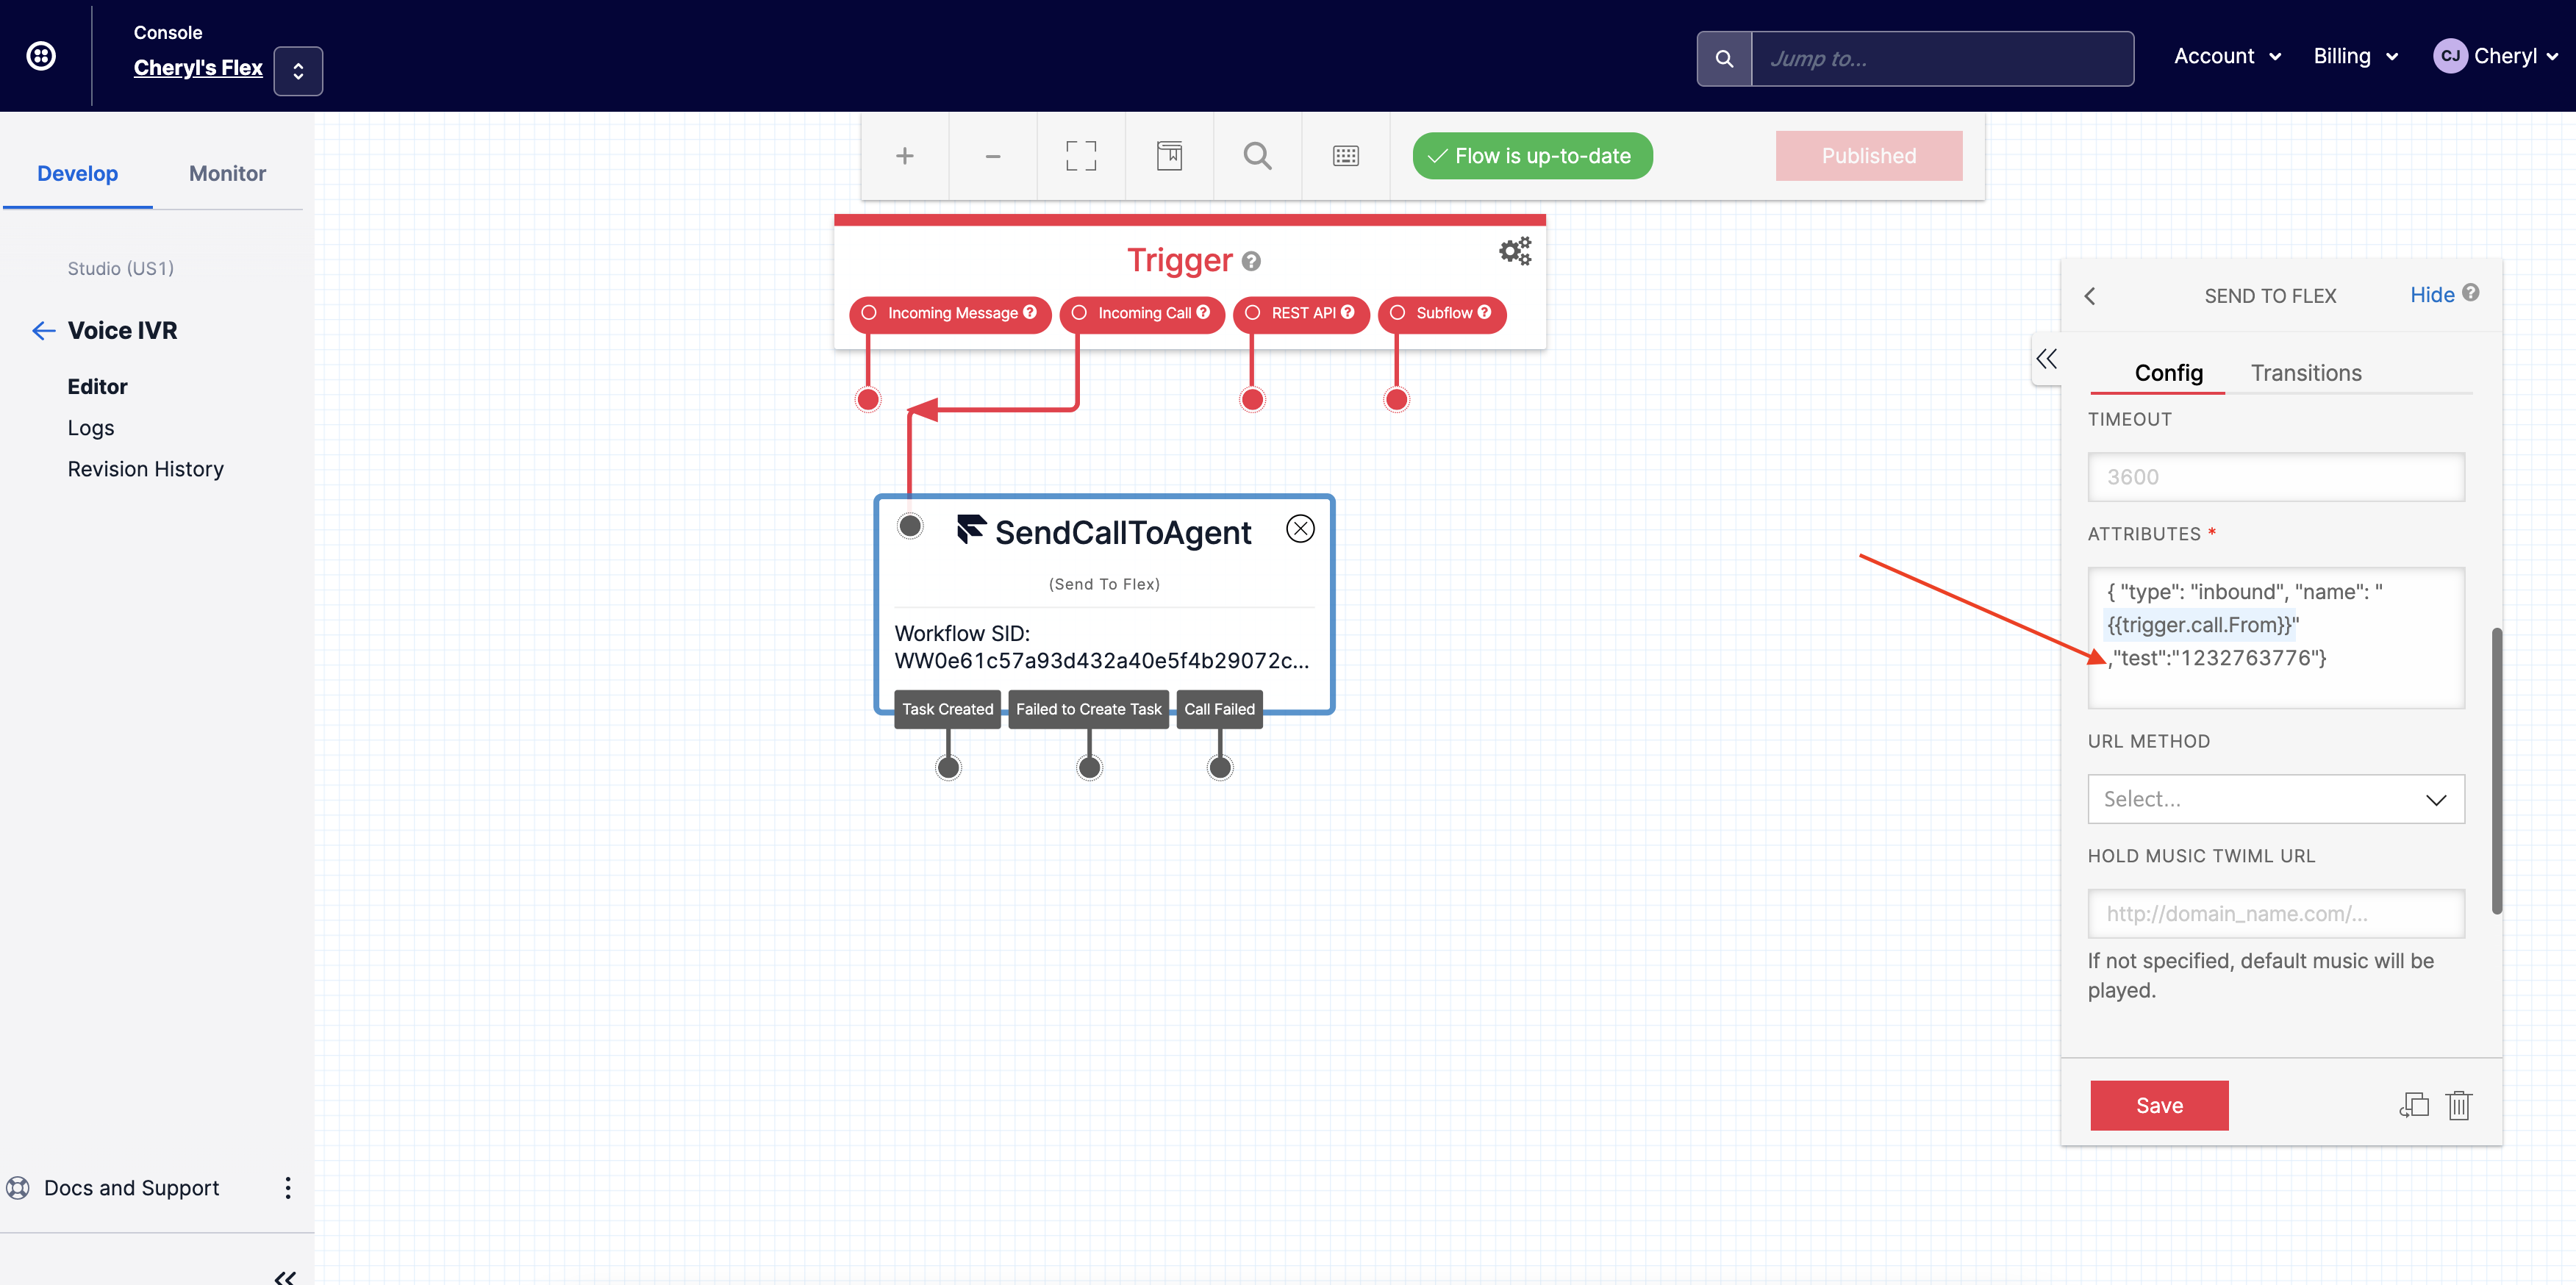 Console
Cheryl's Flex
Jump to...
Account
Billing
CJ Cheryl
Develop
Monitor
Studio (US1)
Voice IVR
Editor
Logs
Revision History
Docs and Support
Flow is up-to-date
Published
Trigger ?
Incoming Message ?
Incoming Call ?
REST API ?
Subflow ?
SendCallToAgent
(Send To Flex)
Workflow SID:
WW0e61c57a93d432a40e5f4b29072c...
Task Created
Failed to Create Task
Call Failed
SEND TO FLEX
Hide ?
Config
Transitions
TIMEOUT
3600
ATTRIBUTES *
{ "type": "inbound", "name": "
{{trigger.call.From}}"
,"test":"1232763776"}
URL METHOD
Select...
HOLD MUSIC TWIML URL
http://domain_name.com/...
If not specified, default music will be
played.
Save